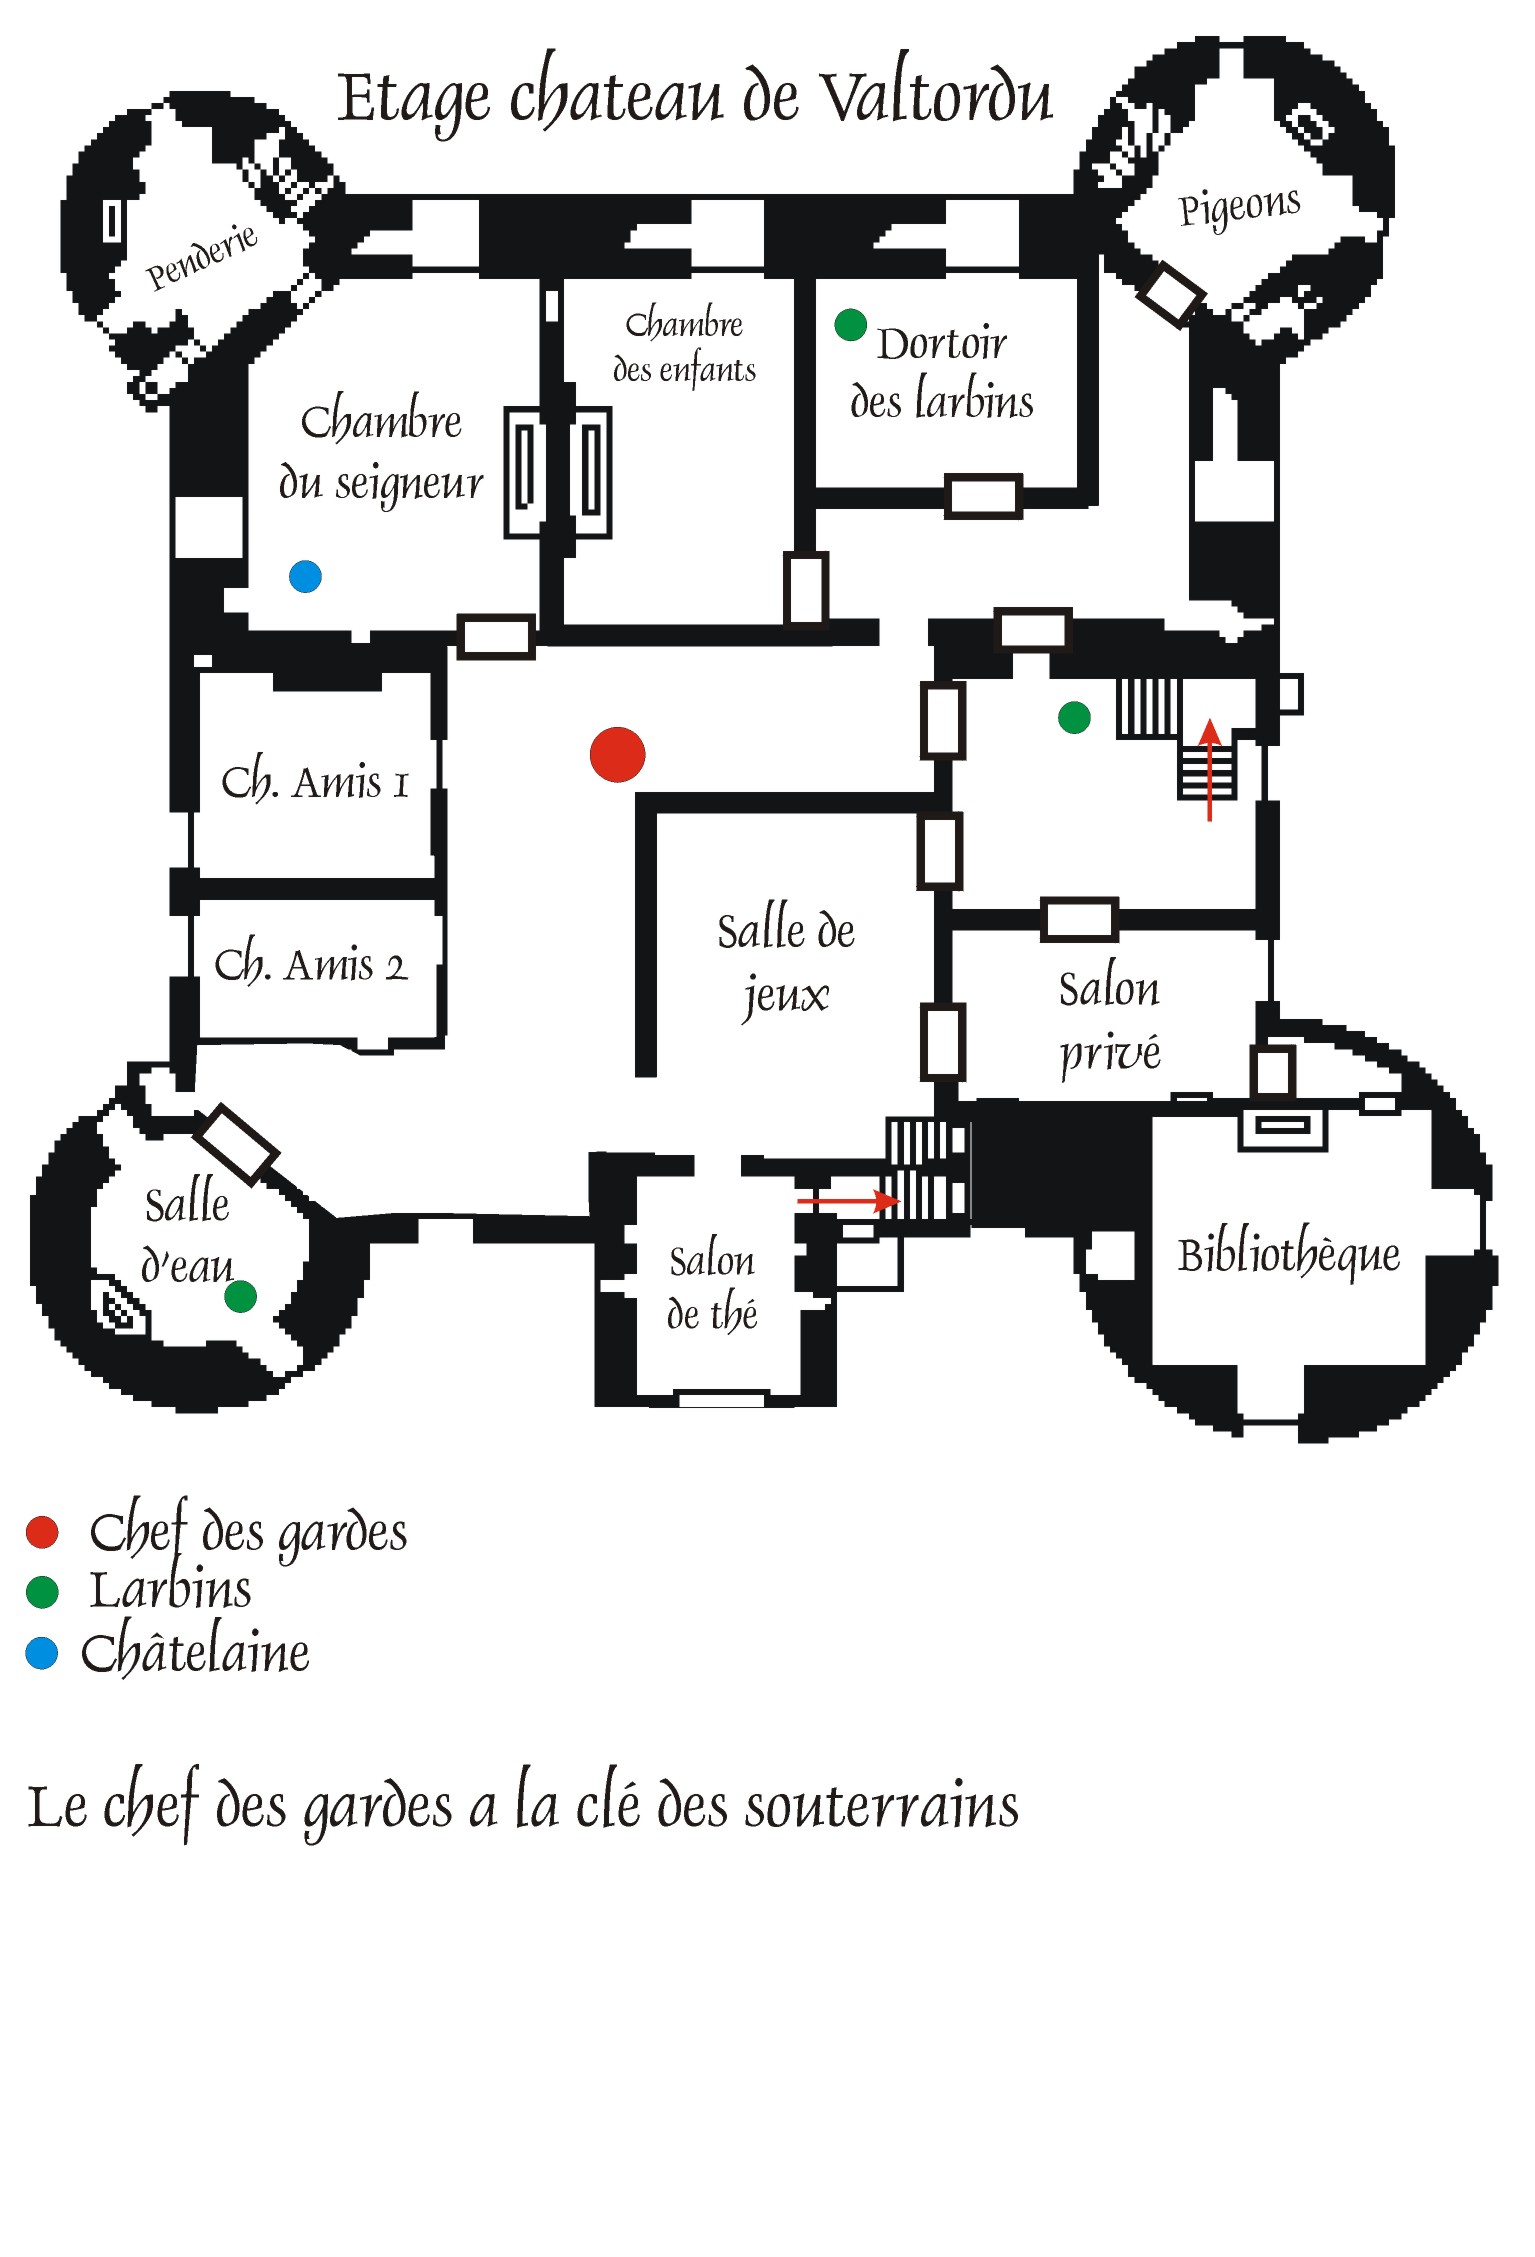 Etage chateau de Valtordu
Pigeons
Penderie
Chambre
des enfants
Dortoir
des larbins
Chambre
du seigneur
Ch. Amis 1
Salle de
jeux
Ch. Amis 2
Salon
privé
Salle
d'eau
Salon
de thé
Bibliothèque
Chef des gardes
Larbins
Châtelaine
Le chef des gardes a la clé des souterrains